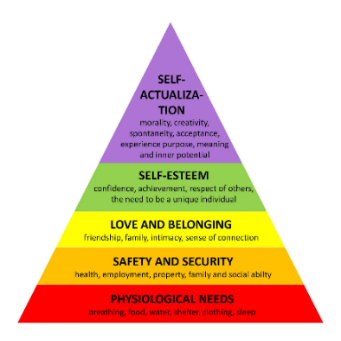 SELF-
ACTUALIZA-
TION
morality, creativity,
spontaneity, acceptance,
experience purpose, meaning
and inner potential
SELF-ESTEEM
confidence, achievement, respect of others,
the need to be a unique individual
LOVE AND BELONGING
friendship, family, intimacy, sense of connection
SAFETY AND SECURITY
health, employment, property, family and social abilty
PHYSIOLOGICAL NEEDS
breathing, food, water, shelter, clothing, sleep